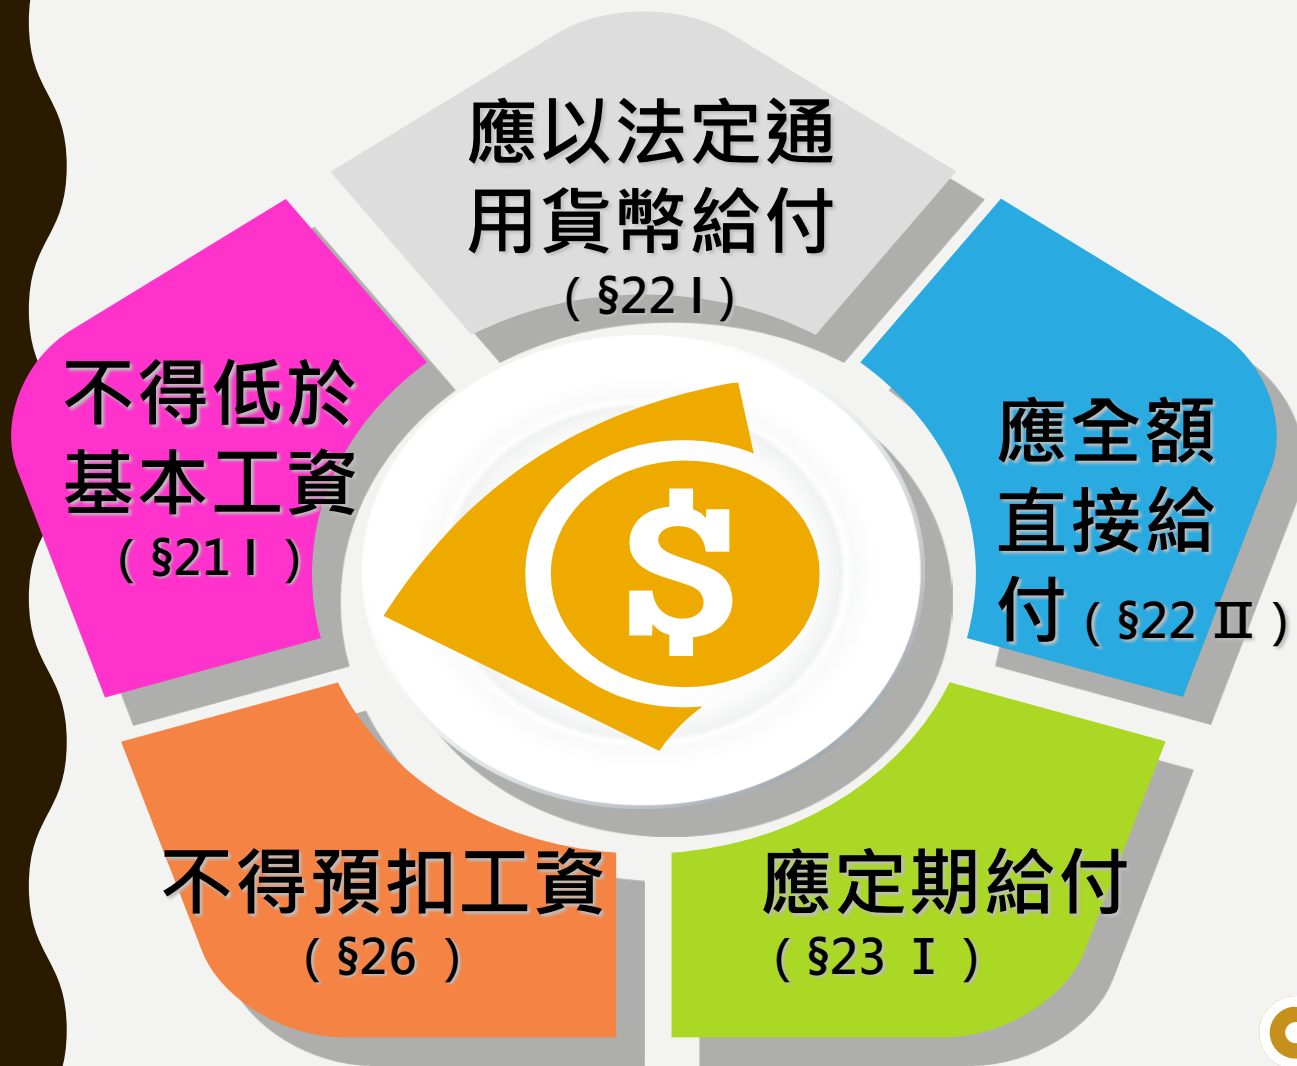 應以法定通
用貨幣給付
(§22 I)
不得低於
基本工資
(§21 I)
應全額
直接給
付(§22 Ⅱ)
不得預扣工資
(§26 )
應定期給付
(§23 I )
$